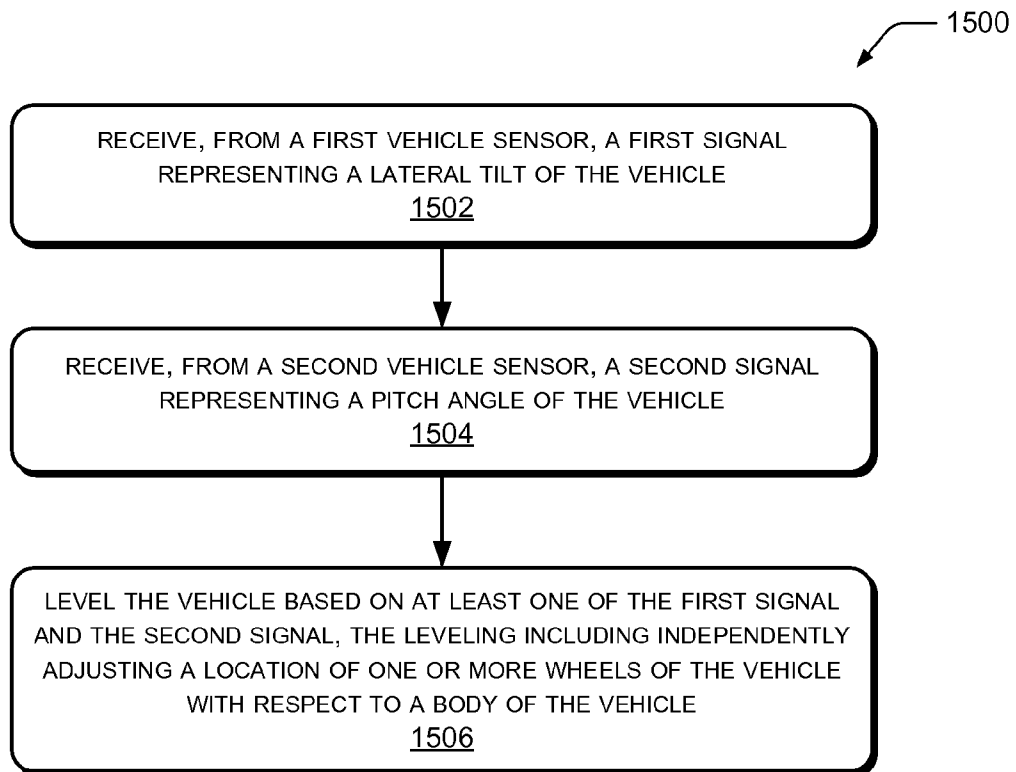 1500
RECEIVE, FROM A FIRST VEHICLE SENSOR, A FIRST SIGNAL
REPRESENTING A LATERAL TILT OF THE VEHICLE
1502
RECEIVE, FROM A SECOND VEHICLE SENSOR, A SECOND SIGNAL
REPRESENTING A PITCH ANGLE OF THE VEHICLE
1504
LEVEL THE VEHICLE BASED ON AT LEAST ONE OF THE FIRST SIGNAL
AND THE SECOND SIGNAL, THE LEVELING INCLUDING INDEPENDENTLY
ADJUSTING A LOCATION OF ONE OR MORE WHEELS OF THE VEHICLE
WITH RESPECT TO A BODY OF THE VEHICLE
1506